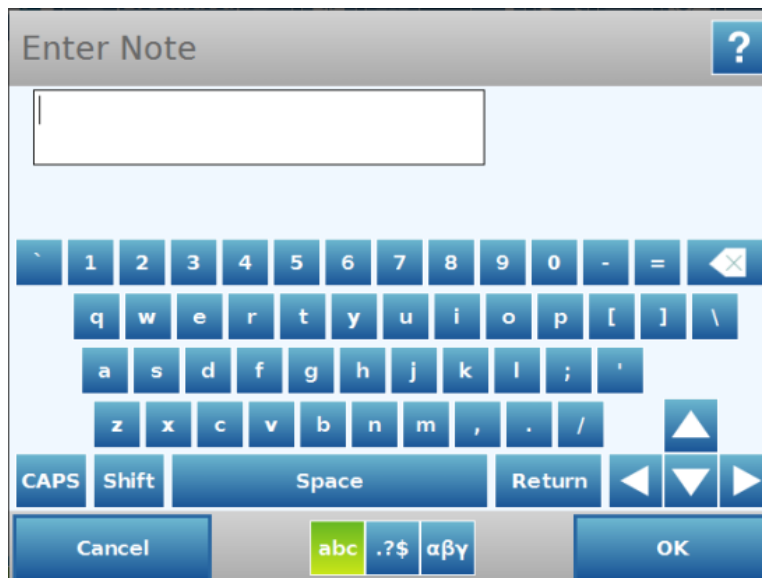 Enter Note ?
` 1 2 3 4 5 6 7 8 9 0 - =
q w e r t y u i o p [ ] \
a s d f g h j k l ; '
z x c v b n m , . /
CAPS Shift Space Return
Cancel abc .?$ αβγ OK